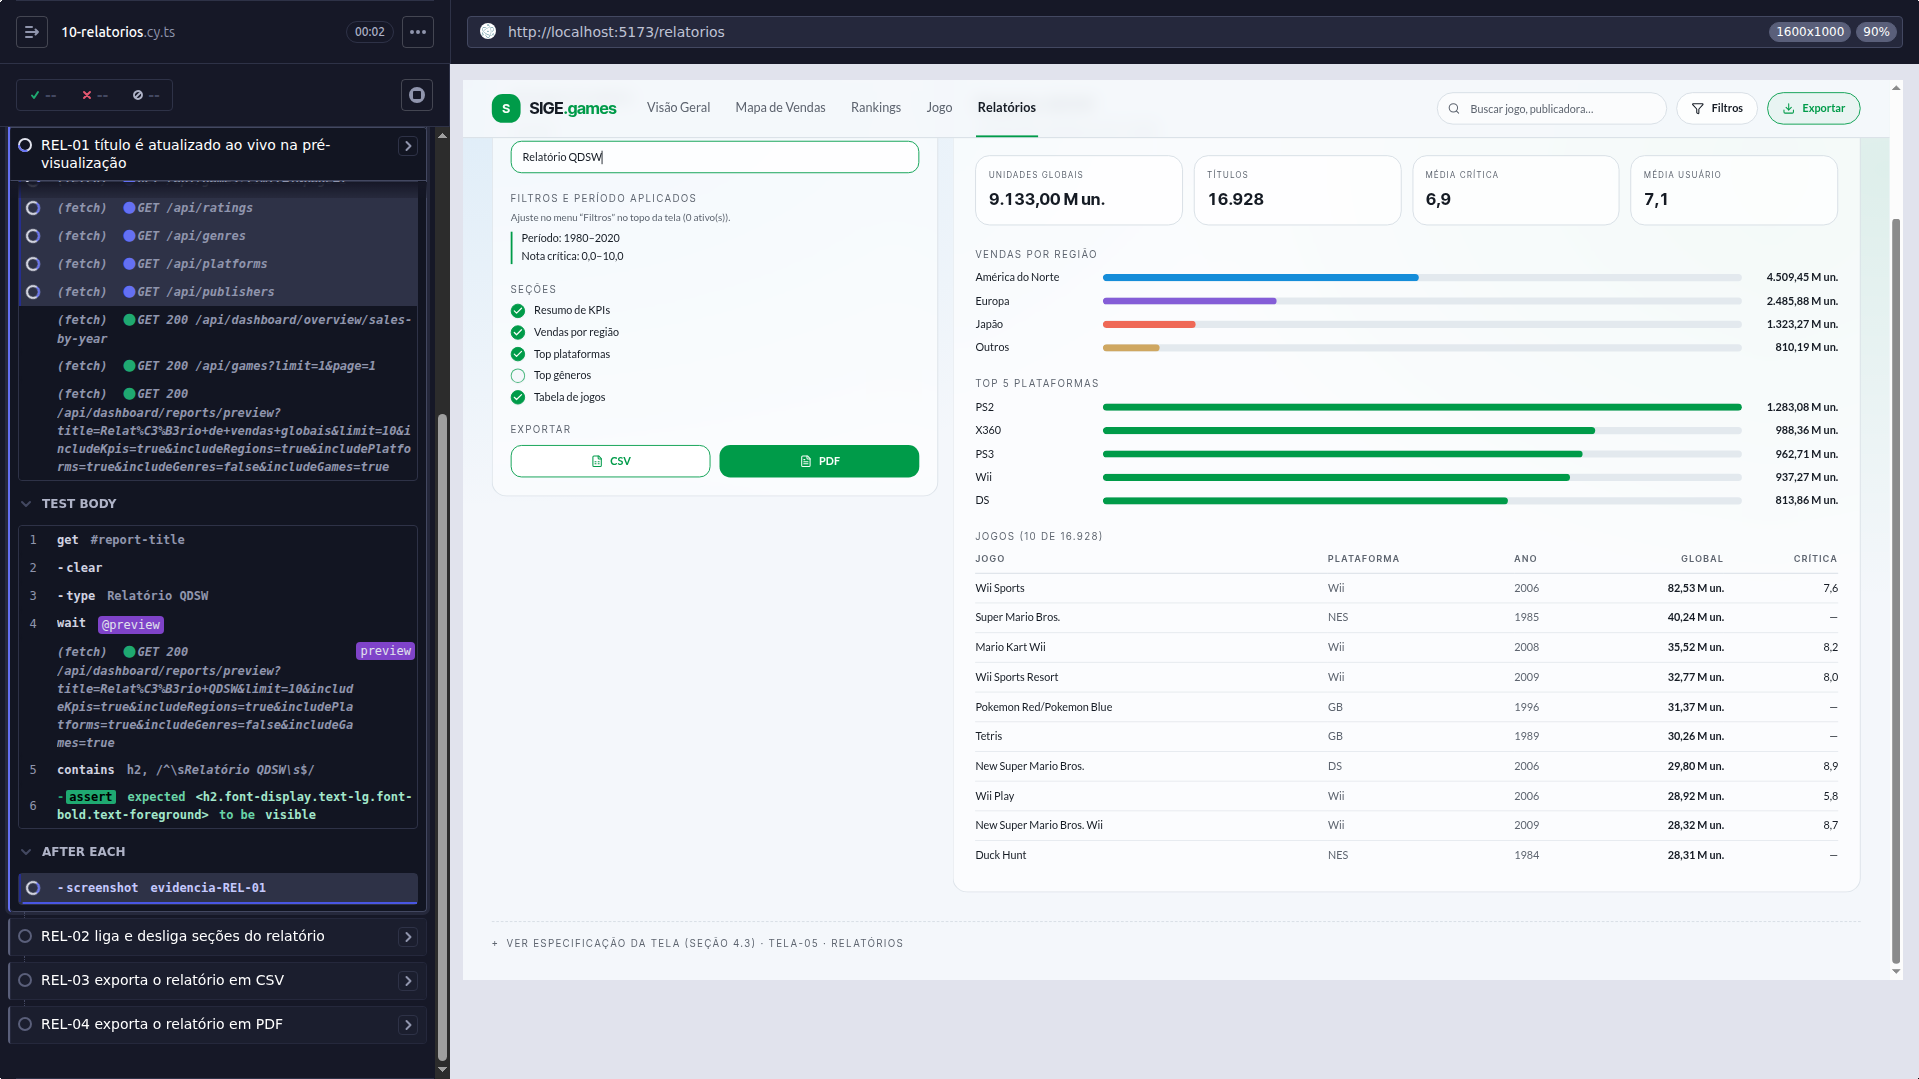 10-relatorios.cy.ts
00:02
--
--
--
REL-01 título é atualizado ao vivo na pré-
visualização
(fetch) GET /api/ratings
(fetch) GET /api/genres
(fetch) GET /api/platforms
(fetch) GET /api/publishers
(fetch) GET 200 /api/dashboard/overview/sales-
by-year
(fetch) GET 200 /api/games?limit=1&page=1
(fetch) GET 200
/api/dashboard/reports/preview?
title=Relat%C3%B3rio+de+vendas+globais&limit=10&i
ncludeKpis=true&includeRegions=true&includePlatfo
rms=true&includeGenres=false&includeGames=true
TEST BODY
1 get #report-title
2 -clear
3 -type Relatório QDSW
4 wait @preview
(fetch) GET 200 preview
/api/dashboard/reports/preview?
title=Relat%C3%B3rio+QDSW&limit=10&includ
eKpis=true&includeRegions=true&includePla
tforms=true&includeGenres=false&includeGa
mes=true
5 contains h2, /^\sRelatório QDSW\s$/
6 -assert expected <h2.font-display.text-lg.font-
bold.text-foreground> to be visible
AFTER EACH
-screenshot evidencia-REL-01
REL-02 liga e desliga seções do relatório
REL-03 exporta o relatório em CSV
REL-04 exporta o relatório em PDF
http://localhost:5173/relatorios
1600x1000 90%
S SIGE.games
Visão Geral Mapa de Vendas Rankings Jogo Relatórios
Buscar jogo, publicadora...
Filtros
Exportar
Relatório QDSW
FILTROS E PERÍODO APLICADOS
Ajuste no menu "Filtros" no topo da tela (0 ativo(s)).
Período: 1980–2020
Nota crítica: 0,0–10,0
SEÇÕES
Resumo de KPIs
Vendas por região
Top plataformas
Top gêneros
Tabela de jogos
EXPORTAR
CSV
PDF
UNIDADES GLOBAIS
9.133,00 M un.
TÍTULOS
16.928
MÉDIA CRÍTICA
6,9
MÉDIA USUÁRIO
7,1
VENDAS POR REGIÃO
América do Norte 4.509,45 M un.
Europa 2.485,88 M un.
Japão 1.323,27 M un.
Outros 810,19 M un.
TOP 5 PLATAFORMAS
PS2 1.283,08 M un.
X360 988,36 M un.
PS3 962,71 M un.
Wii 937,27 M un.
DS 813,86 M un.
JOGOS (10 DE 16.928)
JOGO PLATAFORMA ANO GLOBAL CRÍTICA
Wii Sports Wii 2006 82,53 M un. 7,6
Super Mario Bros. NES 1985 40,24 M un. —
Mario Kart Wii Wii 2008 35,52 M un. 8,2
Wii Sports Resort Wii 2009 32,77 M un. 8,0
Pokemon Red/Pokemon Blue GB 1996 31,37 M un. —
Tetris GB 1989 30,26 M un. —
New Super Mario Bros. DS 2006 29,80 M un. 8,9
Wii Play Wii 2006 28,92 M un. 5,8
New Super Mario Bros. Wii Wii 2009 28,32 M un. 8,7
Duck Hunt NES 1984 28,31 M un. —
+ VER ESPECIFICAÇÃO DA TELA (SEÇÃO 4.3) · TELA-05 · RELATÓRIOS